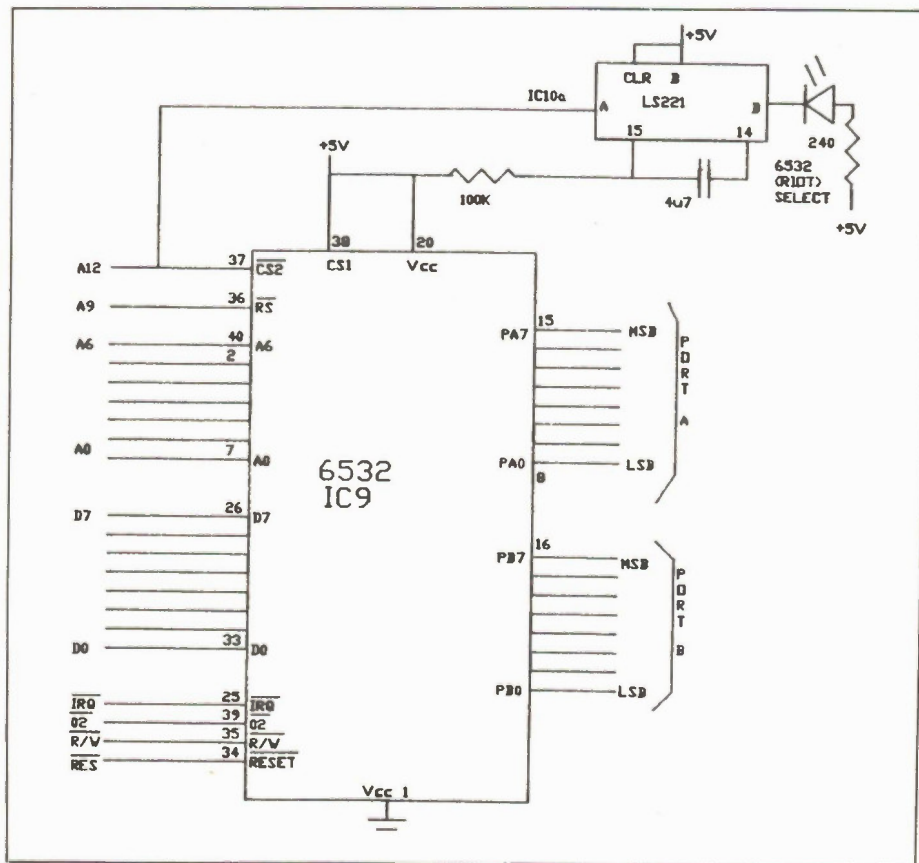 +5V
CLR B
IC10a
A LS221 B
15 14
240
6532
(RIOT)
SELECT
+5V
+5V
100K
4u7
38 20
A12 37 CS2 CS1 Vcc
A9 36 RS
A6 40 A6
2
A0 7 A0
15
PA7 MSB
PORT A
PA0 LSB
8
6532
IC9
D7 26 D7
16
PB7 MSB
PORT B
D0 33 D0
PB0 LSB
IRQ 25 IRQ
02 39 02
R/W 35 R/W
RES 34 RESET
Vcc 1